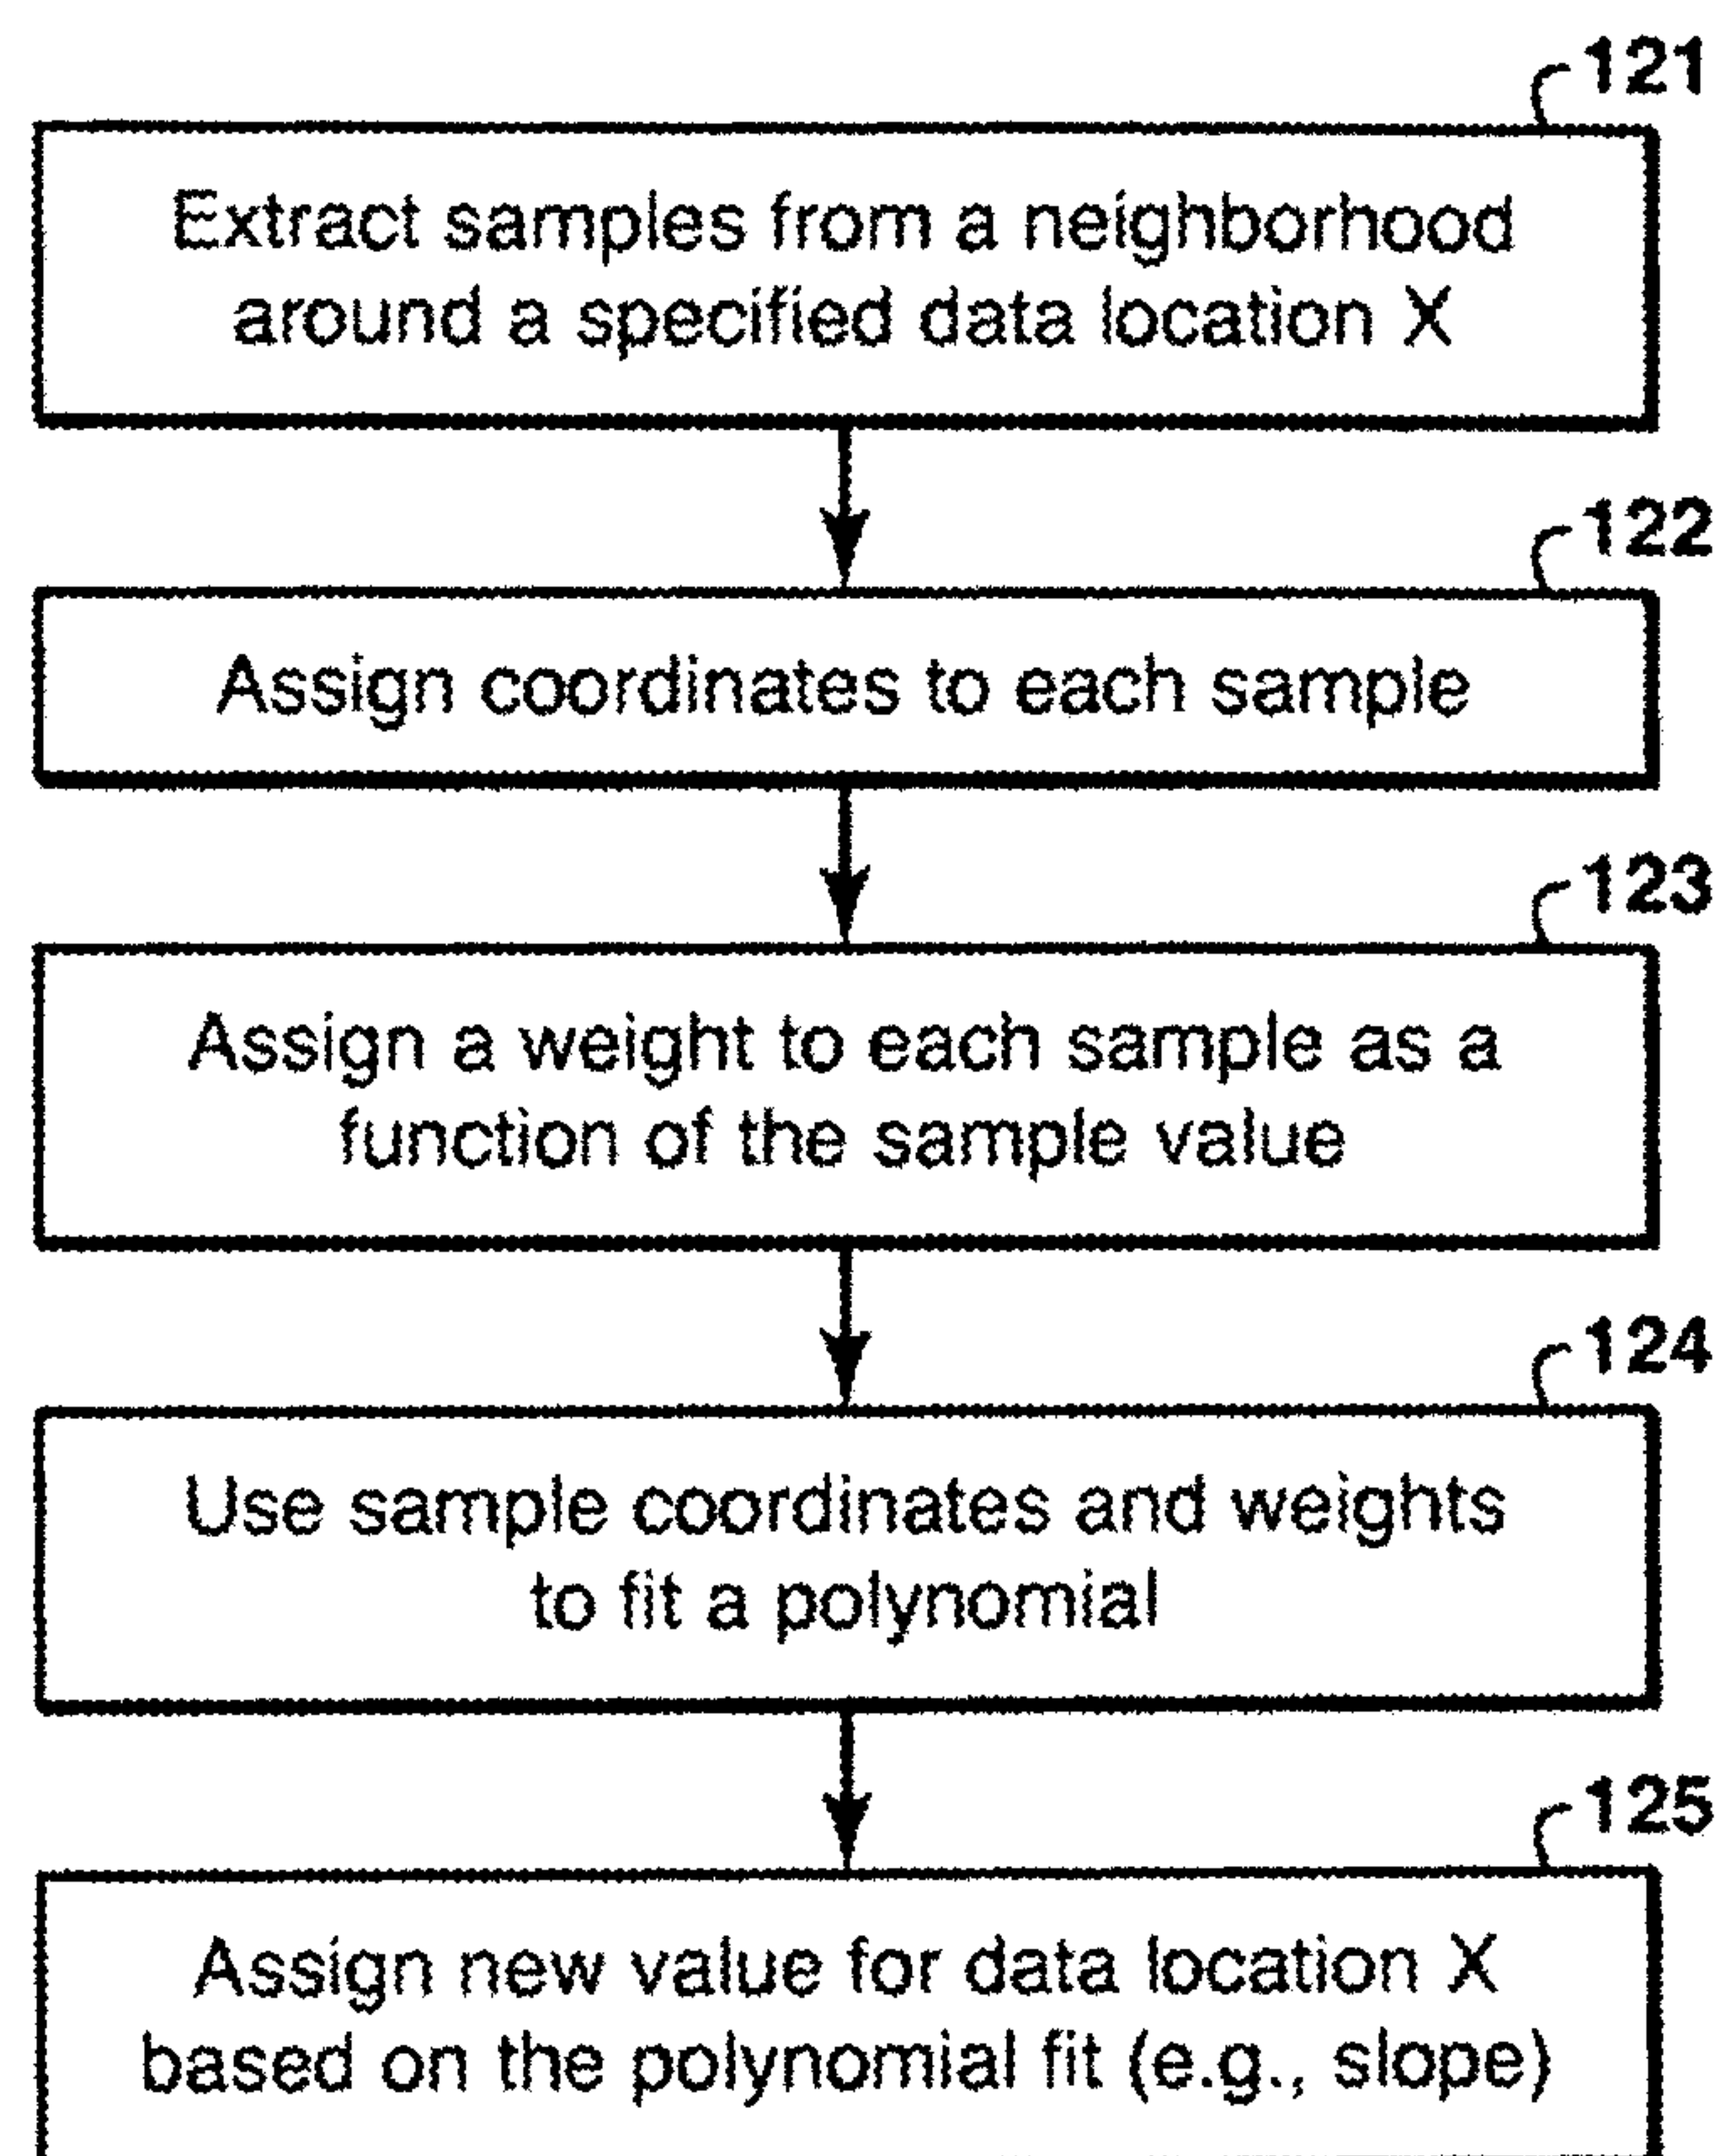 121
Extract samples from a neighborhood
around a specified data location X
122
Assign coordinates to each sample
123
Assign a weight to each sample as a
function of the sample value
124
Use sample coordinates and weights
to fit a polynomial
125
Assign new value for data location X
based on the polynomial fit (e.g., slope)